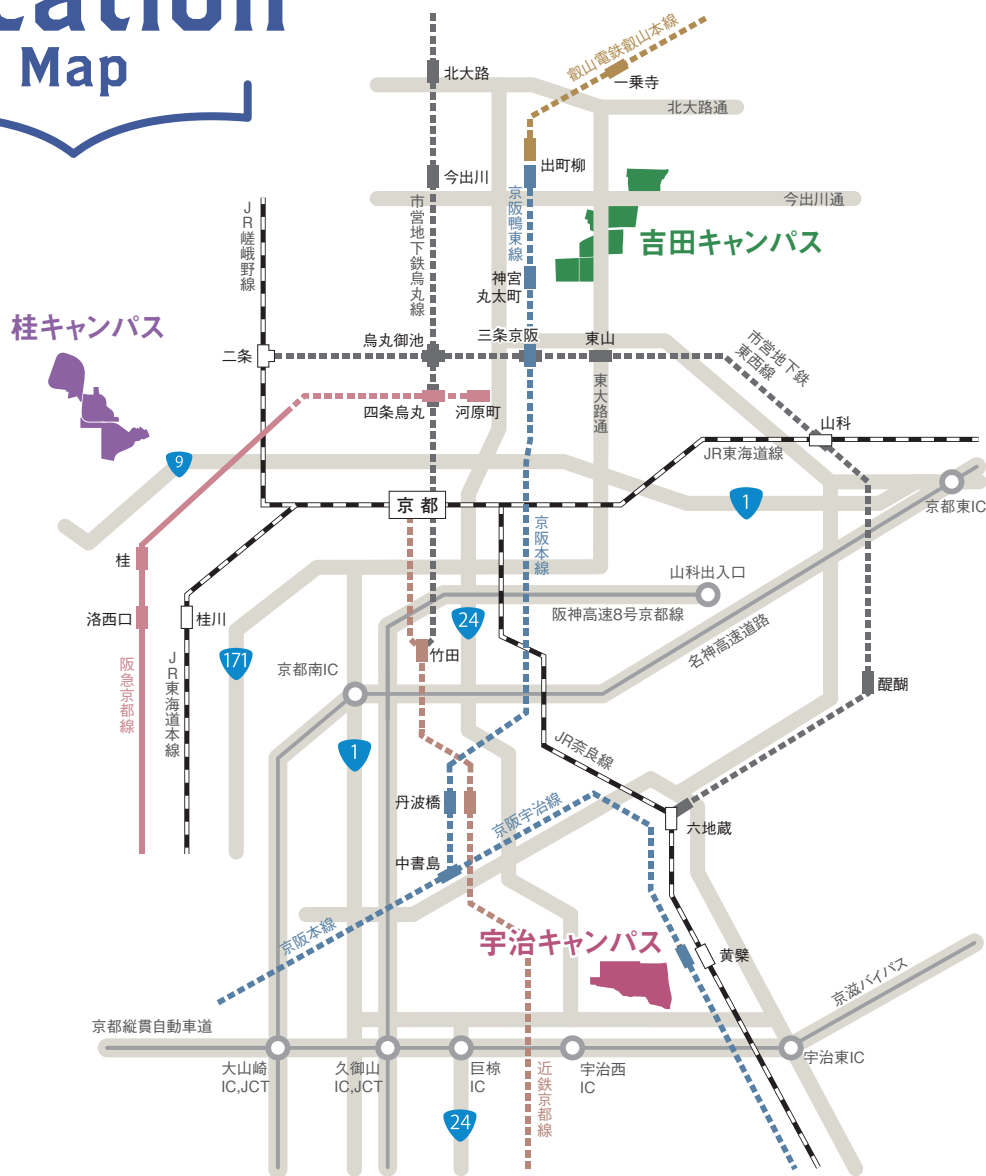 Map
北大路
叡山電鉄叡山本線
一乗寺
北大路通
出町柳
今出川
今出川通
JR嵯峨野線
市営地下鉄烏丸線
京阪鴨東線
吉田キャンパス
神宮
丸太町
桂キャンパス
二条
烏丸御池
三条京阪
東山
市営地下鉄
東西線
四条烏丸
河原町
東大路通
山科
JR東海道線
9
京都
1
京都東IC
京阪本線
桂
山科出入口
洛西口
桂川
阪神高速8号京都線
24
171
竹田
名神高速道路
京都南IC
阪急京都線
JR東海道本線
醍醐
1
JR奈良線
丹波橋
京阪宇治線
六地蔵
中書島
京阪本線
宇治キャンパス
黄檗
京滋バイパス
京都縦貫自動車道
大山崎
IC,JCT
久御山
IC,JCT
巨椋
IC
近鉄京都線
宇治西
IC
宇治東IC
24